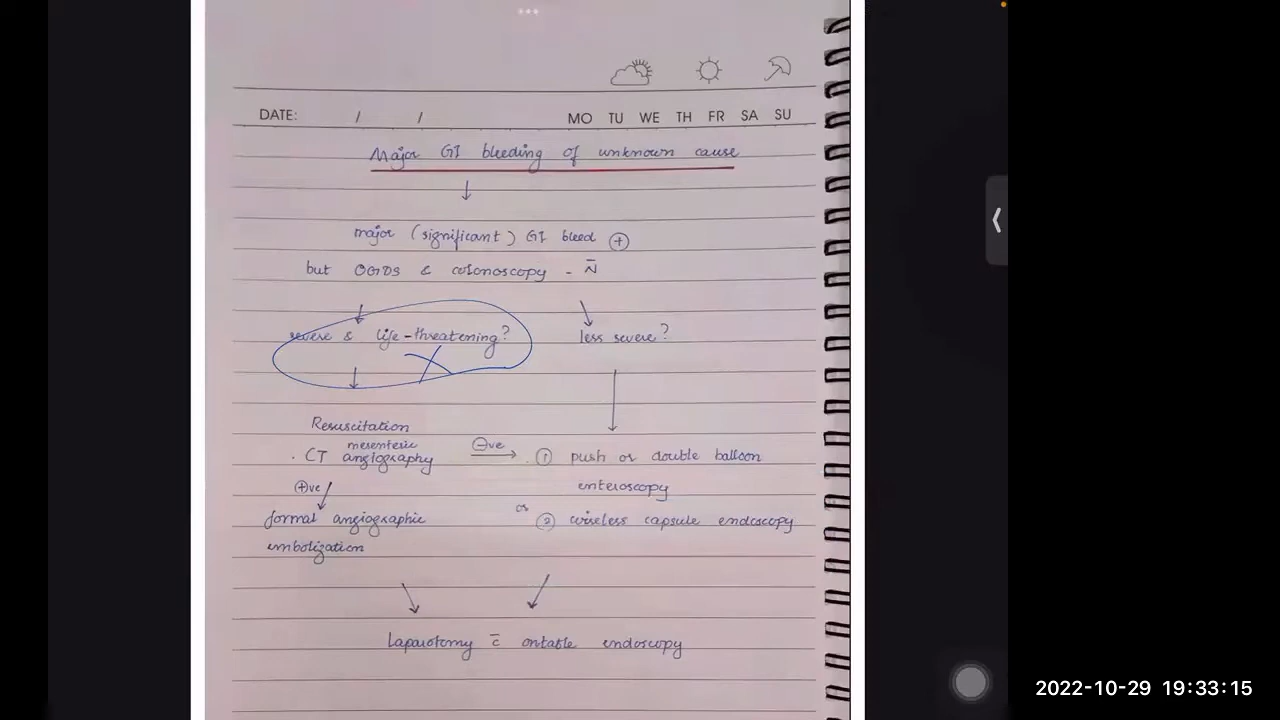 DATE: / / MO TU WE TH FR SA SU
Major GI bleeding of unknown cause
↓
major (significant) GI bleed ⊕
but OGDS & colonoscopy - N̄
↓ ↘
severe & life-threatening? less severe?
↓ ↓
Resuscitation
. CT mesenteric angiography ⊖ve → . ① push or double balloon
enteroscopy
⊕ve ↓
or
formal angiographic ② wireless capsule endoscopy
embolization
↘ ↙
Laparotomy c̄ ontable endoscopy
2022-10-29 19:33:15